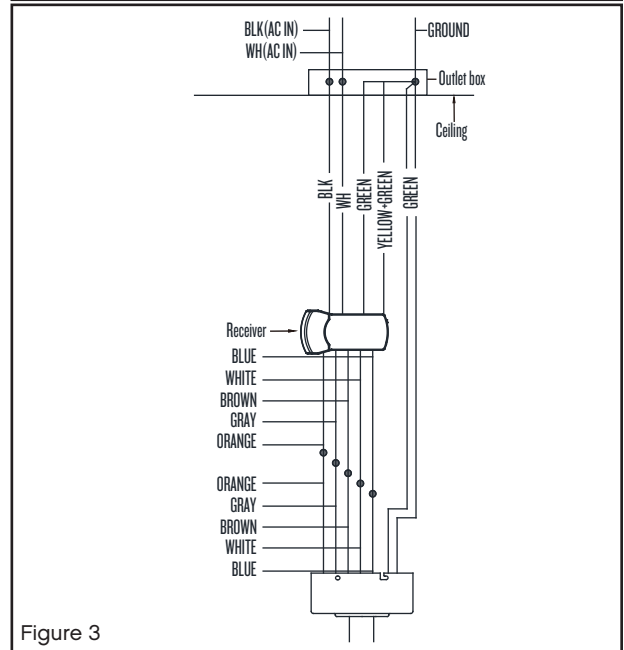 BLK(AC IN)
GROUND
WH(AC IN)
Outlet box
Ceiling
BLK
WH
GREEN
YELLOW+GREEN
GREEN
Receiver
BLUE
WHITE
BROWN
GRAY
ORANGE
ORANGE
GRAY
BROWN
WHITE
BLUE
Figure 3